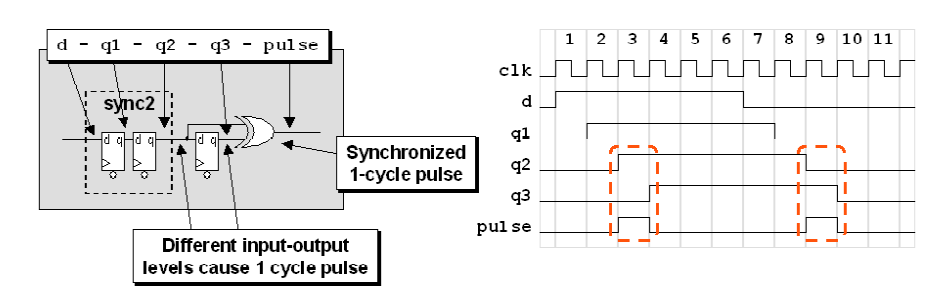 d - q1 - q2 - q3 - pulse
sync2
d q
d q
d q
Synchronized
1-cycle pulse
Different input-output
levels cause 1 cycle pulse
1 2 3 4 5 6 7 8 9 10 11
clk
d
q1
q2
q3
pulse